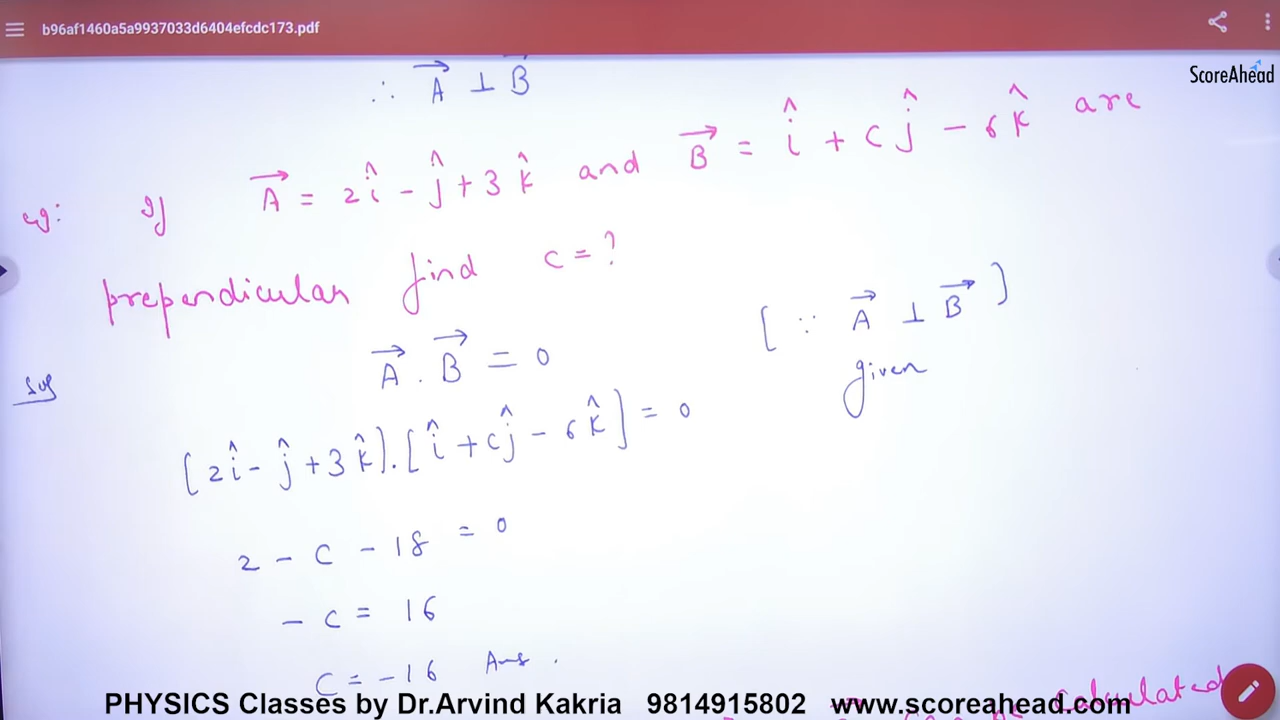 b96af1460a5a9937033d6404efcdc173.pdf
ScoreAhead
∴ A⃗ ⊥ B⃗
eg: If A⃗ = 2î - ĵ + 3k̂ and B⃗ = î + cĵ - 6k̂ are
prependicular find c = ?
Sol A⃗ . B⃗ = 0 [∵ A⃗ ⊥ B⃗]
given
[2î - ĵ + 3k̂].[î + cĵ - 6k̂] = 0
2 - c - 18 = 0
- c = 16
c = -16 Ans.
calculated
PHYSICS Classes by Dr.Arvind Kakria 9814915802 www.scoreahead.com